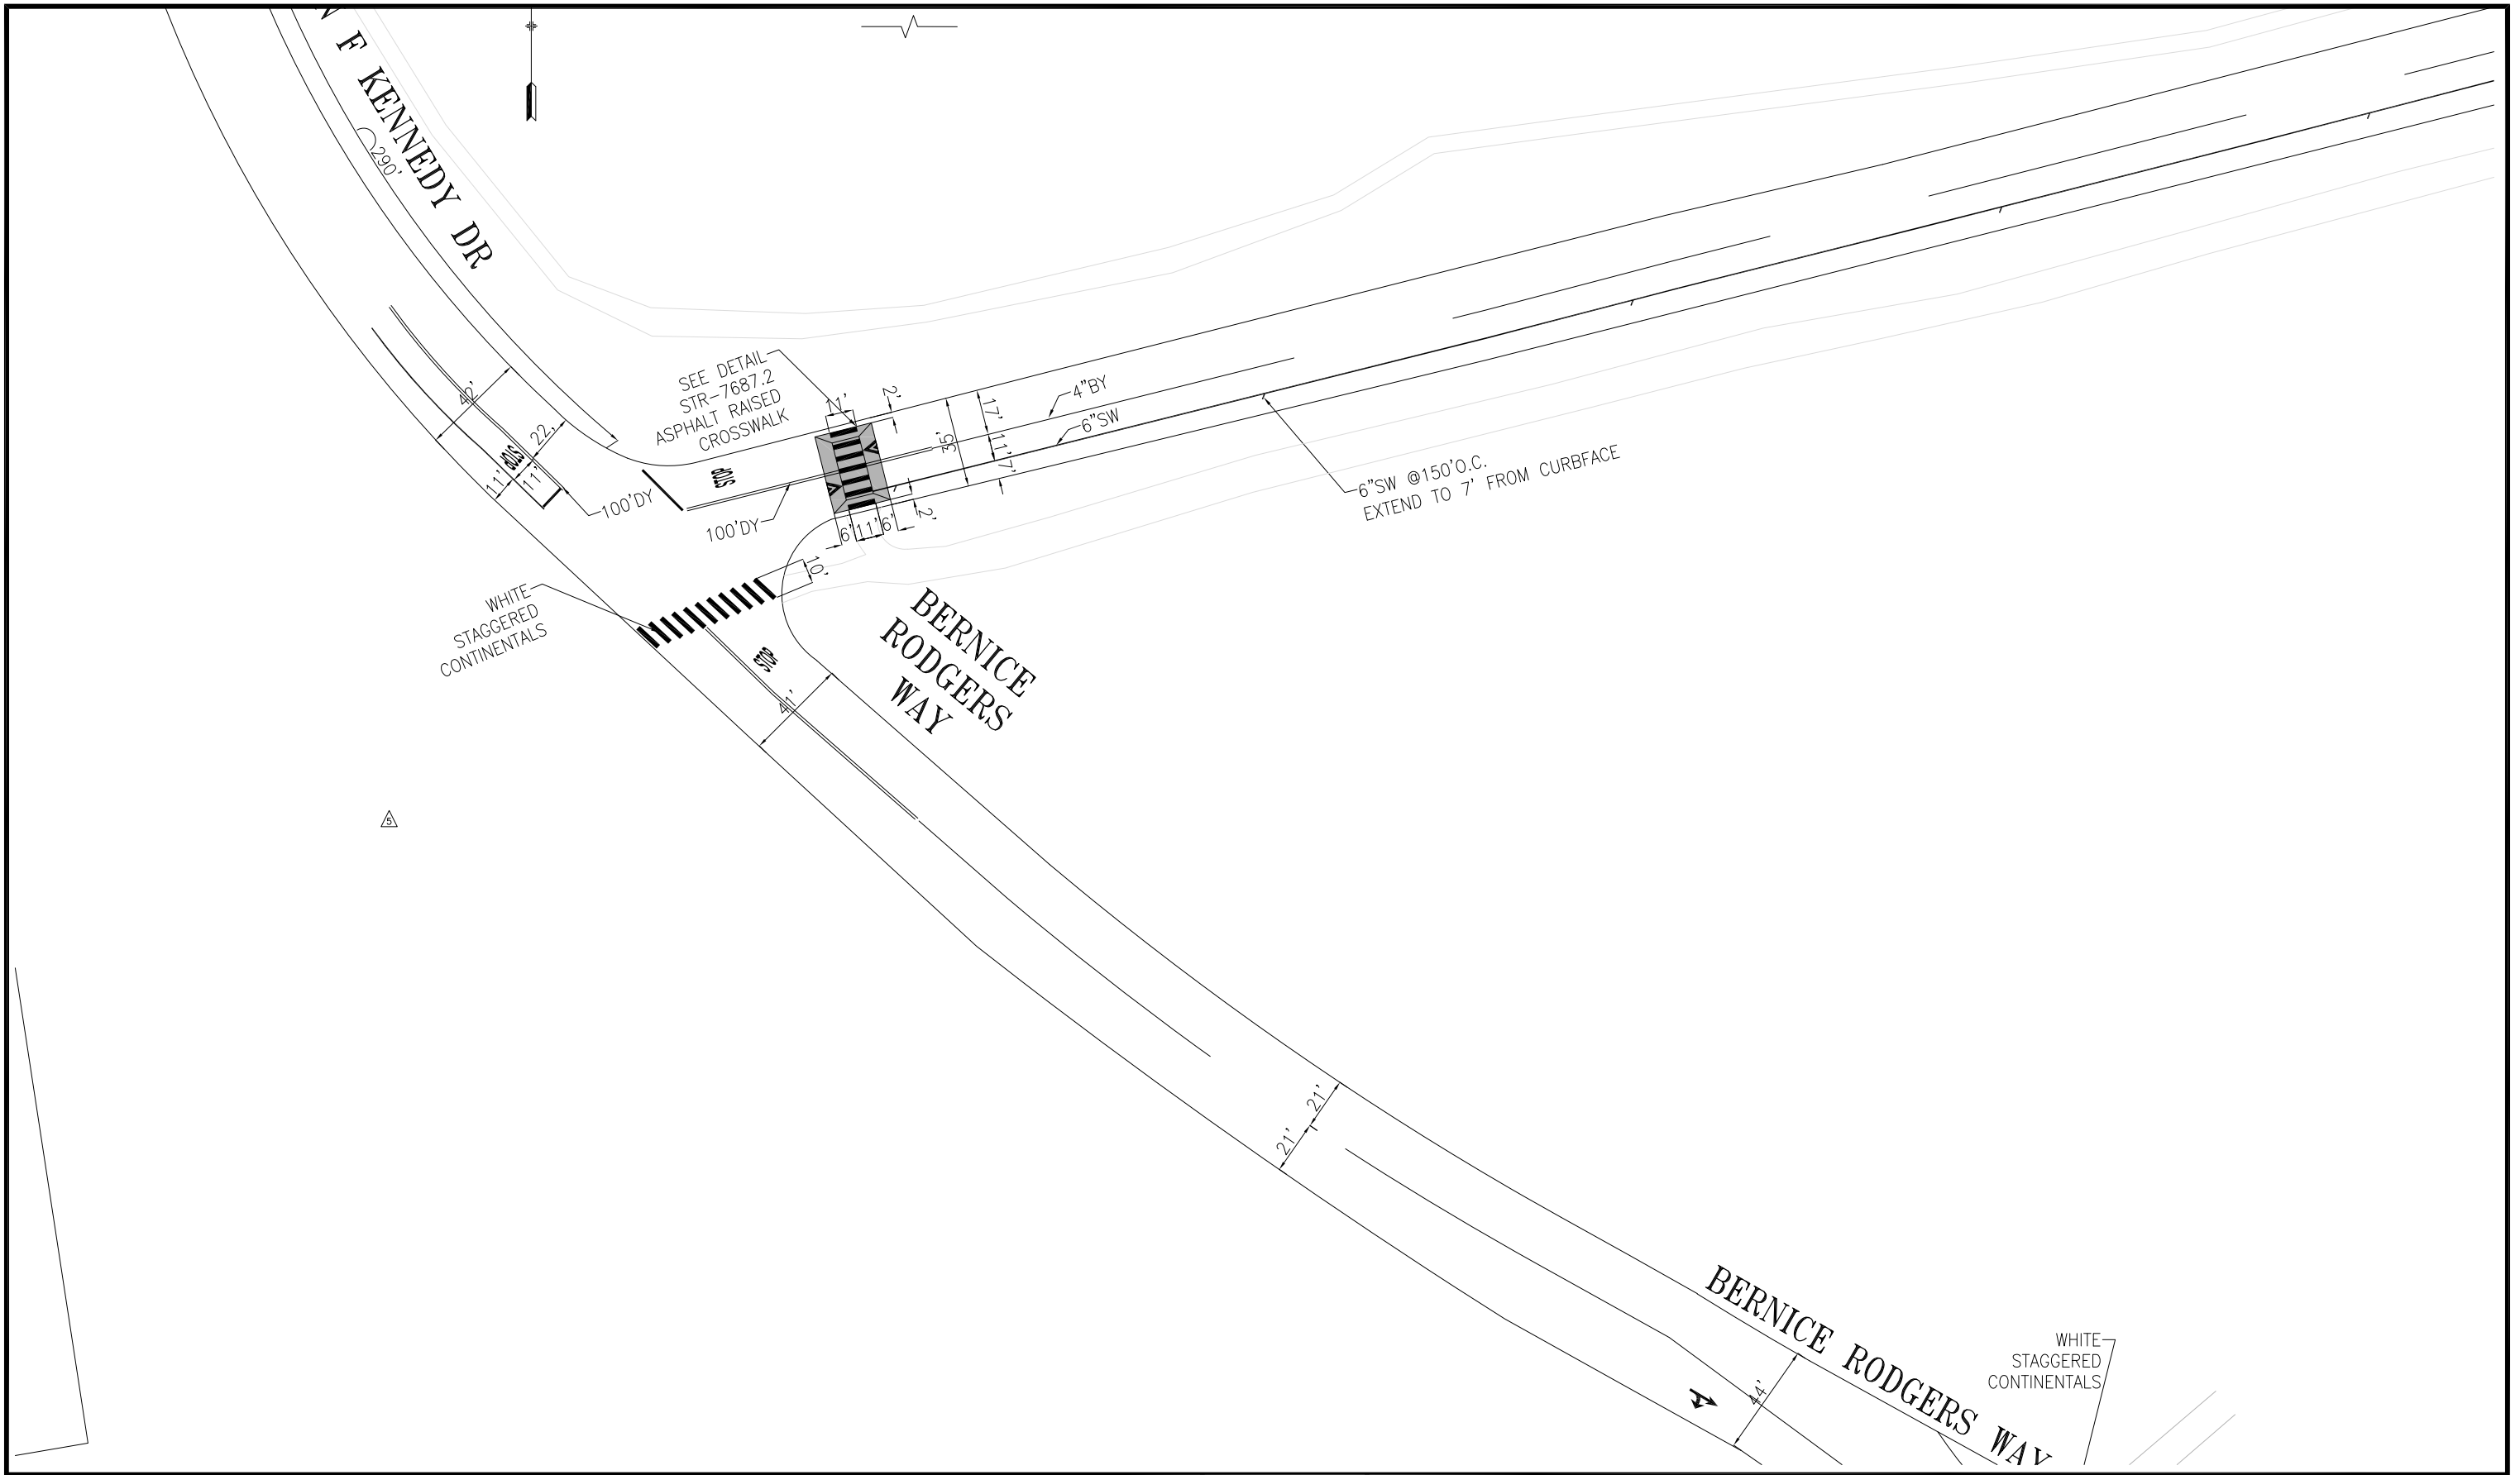 F KENNEDY DR
290'
SEE DETAIL
STR-7687.2
ASPHALT RAISED
CROSSWALK
11'
2'
17'
4"BY
6"SW
35'
11'
7'
42'
22'
STOP
11'
11'
100'DY
STOP
100'DY
6'
11'
6'
2'
6"SW @150'O.C.
EXTEND TO 7' FROM CURBFACE
10'
WHITE
STAGGERED
CONTINENTALS
STOP
41'
BERNICE
RODGERS
WAY
5
21'
21'
BERNICE RODGERS WAY
44'
WHITE
STAGGERED
CONTINENTALS